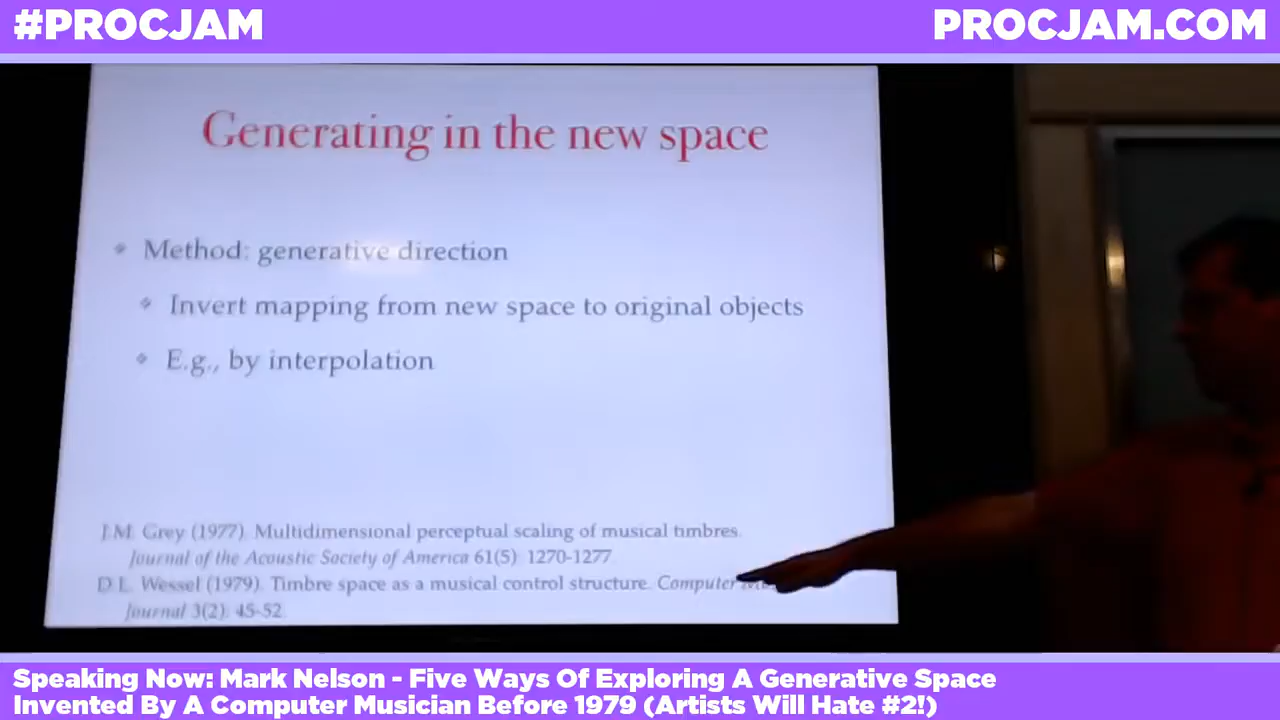 #PROCJAM
PROCJAM.COM
Generating in the new space
Method: generative direction
Invert mapping from new space to original objects
E.g., by interpolation
J.M. Grey (1977). Multidimensional perceptual scaling of musical timbres.
Journal of the Acoustic Society of America 61(5): 1270-1277
D.L. Wessel (1979). Timbre space as a musical control structure. Computer
Journal 3(2): 45-52.
Speaking Now: Mark Nelson - Five Ways Of Exploring A Generative Space
Invented By A Computer Musician Before 1979 (Artists Will Hate #2!)